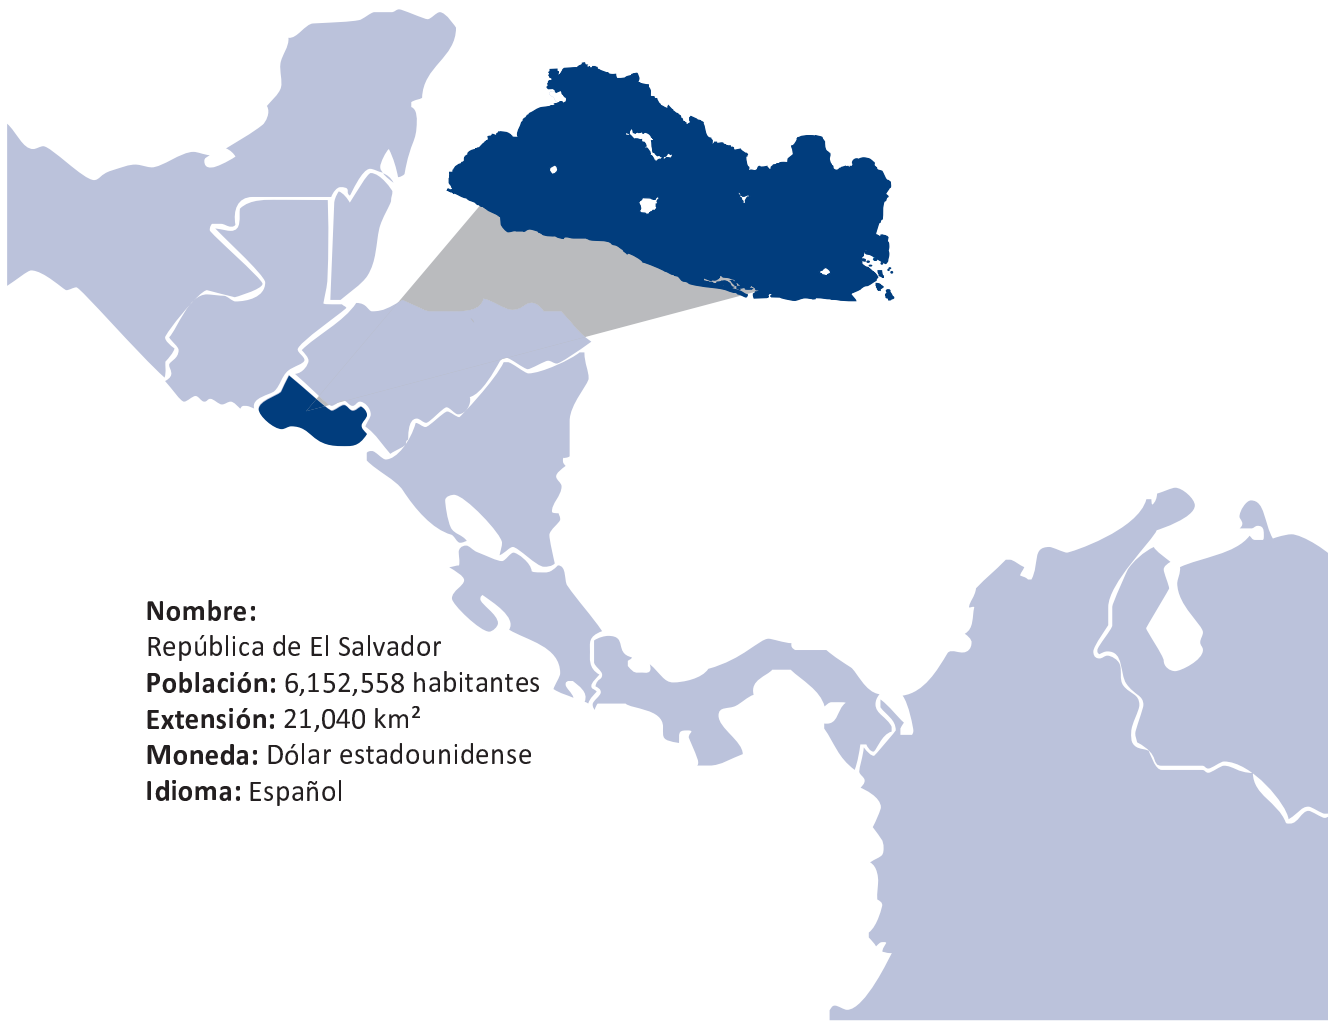 Nombre:
República de El Salvador
Población: 6,152,558 habitantes
Extensión: 21,040 km²
Moneda: Dólar estadounidense
Idioma: Español